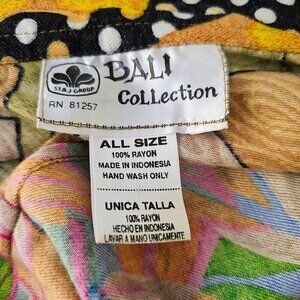 BALI
Collection
ST&J GROUP
RN 81257
ALL SIZE
100% RAYON
MADE IN INDONESIA
HAND WASH ONLY
UNICA TALLA
100% RAYON
HECHO EN INDONESIA
LAVAR A MANO UNICAMENTE